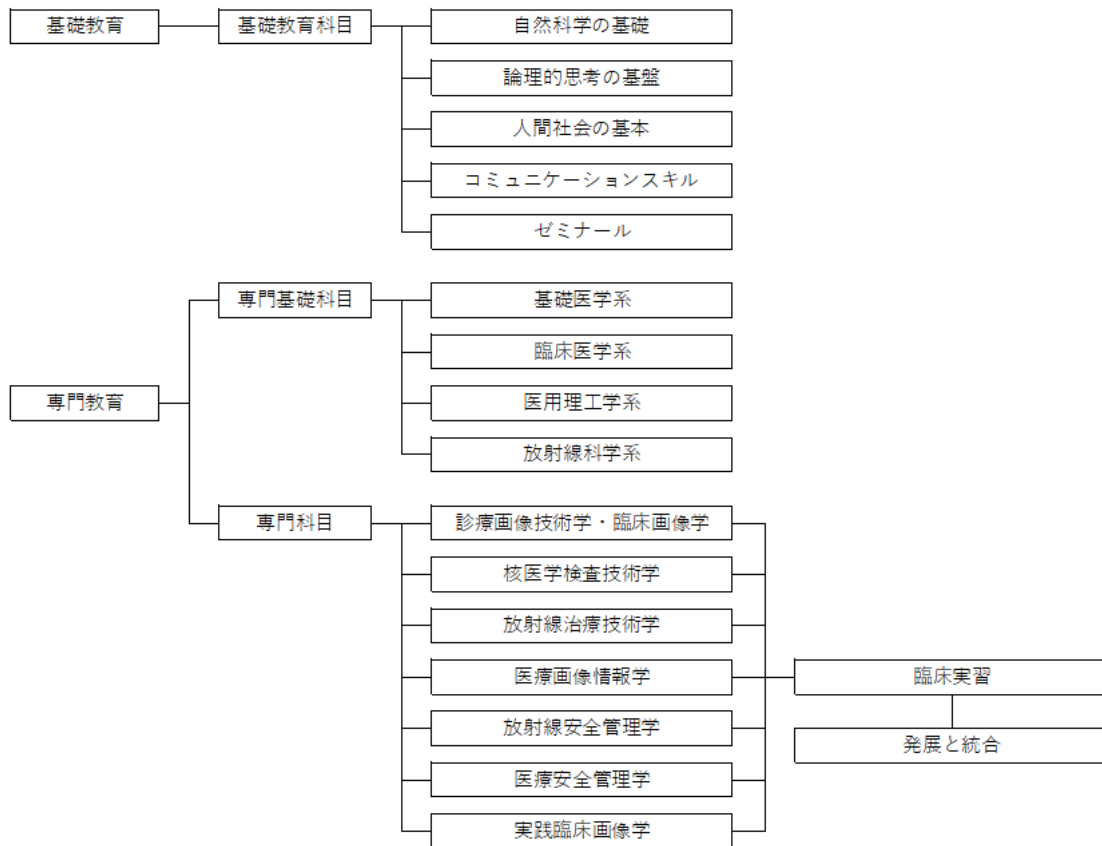 基礎教育
基礎教育科目
自然科学の基礎
論理的思考の基盤
人間社会の基本
コミュニケーションスキル
ゼミナール
専門教育
専門基礎科目
基礎医学系
臨床医学系
医用理工学系
放射線科学系
専門科目
診療画像技術学・臨床画像学
核医学検査技術学
放射線治療技術学
医療画像情報学
放射線安全管理学
医療安全管理学
実践臨床画像学
臨床実習
発展と統合